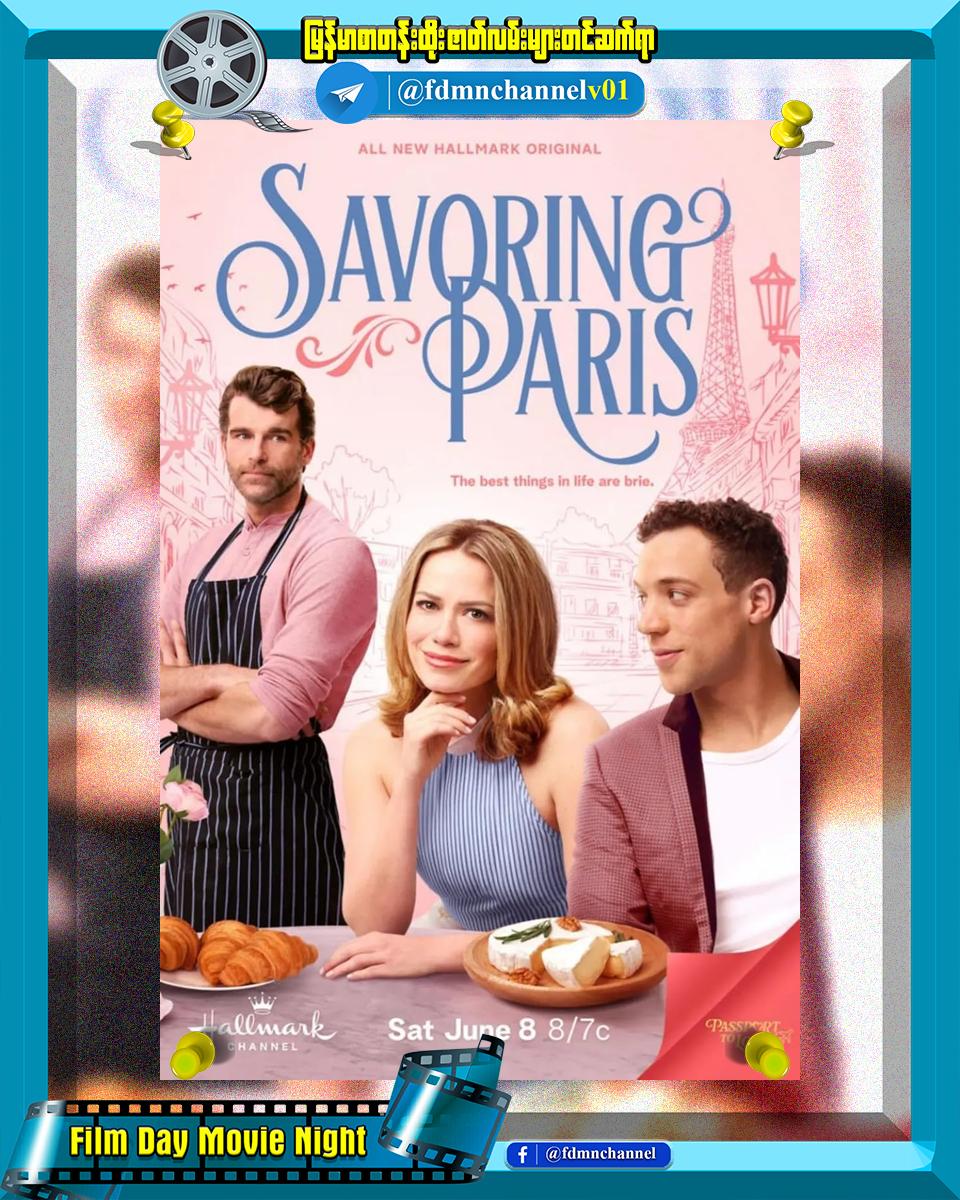 မြန်မာစာတန်းထိုးဇာတ်လမ်းများတင်ဆက်ရာ
@fdmnchannelv01
ALL NEW HALLMARK ORIGINAL
SAVORING
PARIS
The best things in life are brie.
Hallmark
CHANNEL
Sat June 8 8/7c
PASSPORT
TO
Film Day Movie Night
f @fdmnchannel